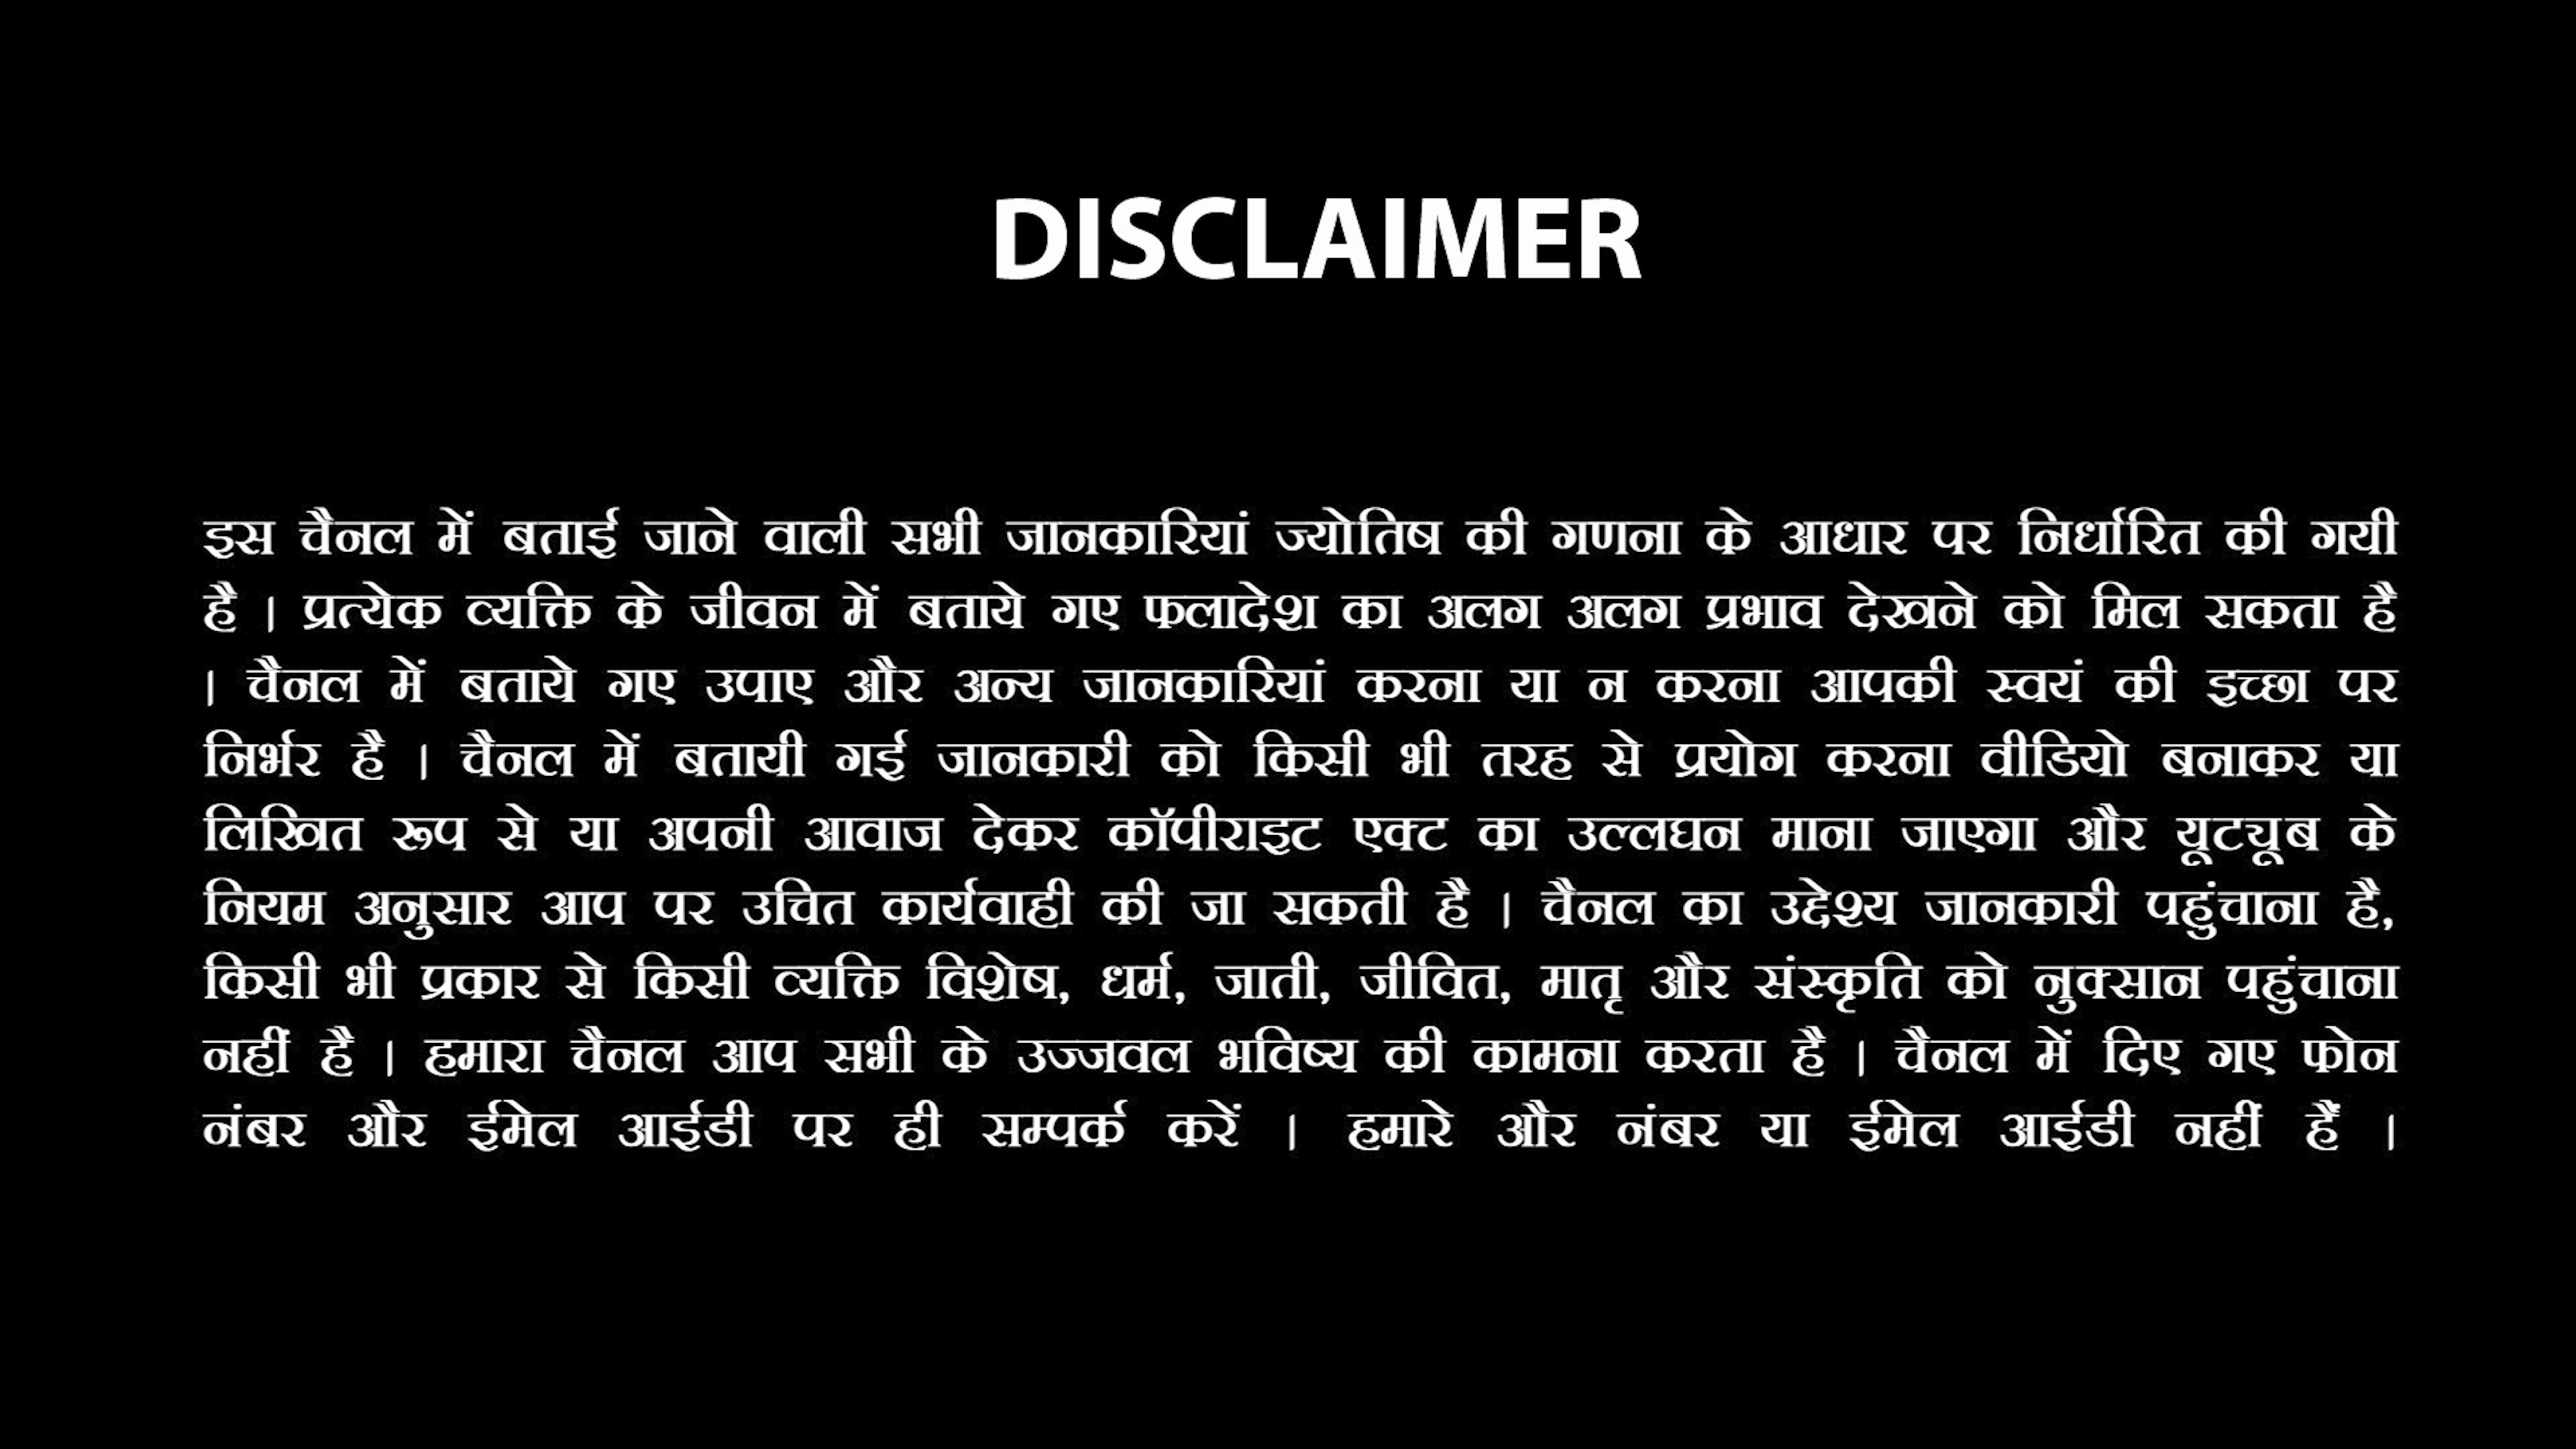 DISCLAIMER
इस चैनल में बताई जाने वाली सभी जानकारियां ज्योतिष की गणना के आधार पर निर्धारित की गयी
है । प्रत्येक व्यक्ति के जीवन में बताये गए फलादेश का अलग अलग प्रभाव देखने को मिल सकता है
। चैनल में बताये गए उपाए और अन्य जानकारियां करना या न करना आपकी स्वयं की इच्छा पर
निर्भर है । चैनल में बतायी गई जानकारी को किसी भी तरह से प्रयोग करना वीडियो बनाकर या
लिखित रूप से या अपनी आवाज देकर कॉपीराइट एक्ट का उल्लघन माना जाएगा और यूट्यूब के
नियम अनुसार आप पर उचित कार्यवाही की जा सकती है । चैनल का उद्देश्य जानकारी पहुंचाना है,
किसी भी प्रकार से किसी व्यक्ति विशेष, धर्म, जाती, जीवित, मातृ और संस्कृति को नुक्सान पहुंचाना
नहीं है । हमारा चैनल आप सभी के उज्जवल भविष्य की कामना करता है । चैनल में दिए गए फोन
नंबर और ईमेल आईडी पर ही सम्पर्क करें । हमारे और नंबर या ईमेल आईडी नहीं हैं ।